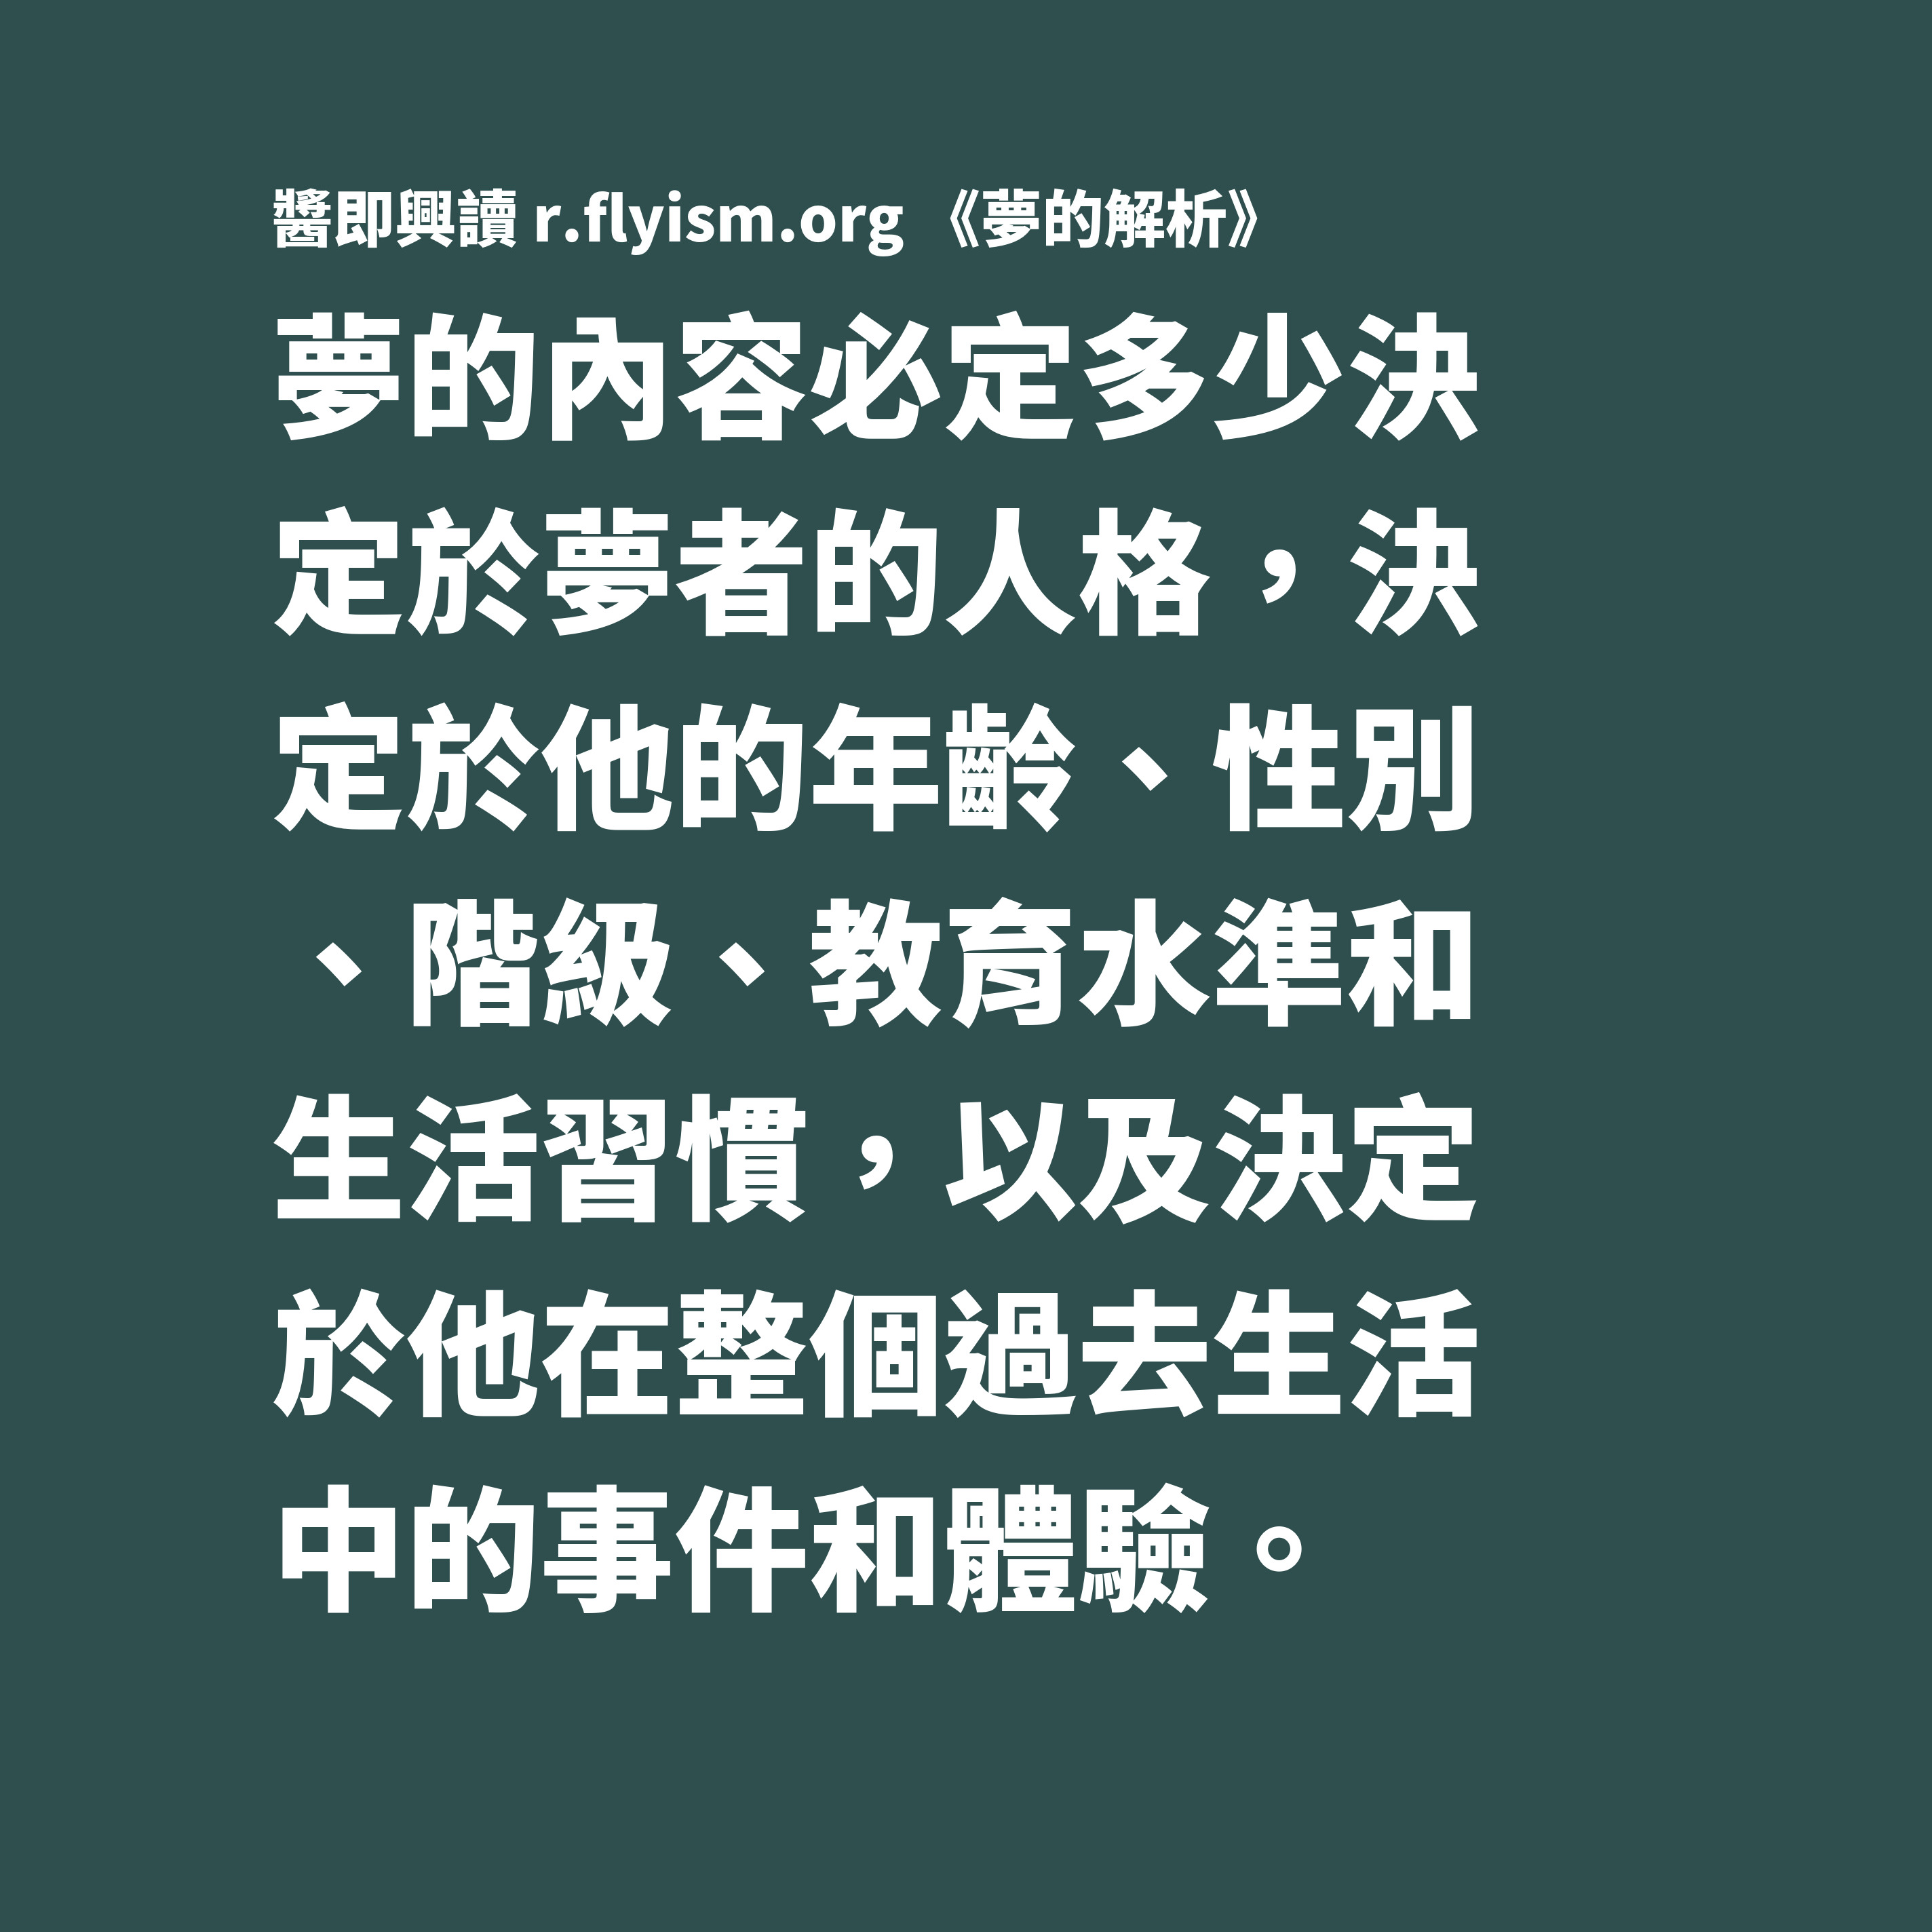 醬即興讀 r.flyism.org 《夢的解析》
夢的內容必定多少決
定於夢者的人格，決
定於他的年齡、性別
、階級、教育水準和
生活習慣，以及決定
於他在整個過去生活
中的事件和體驗。